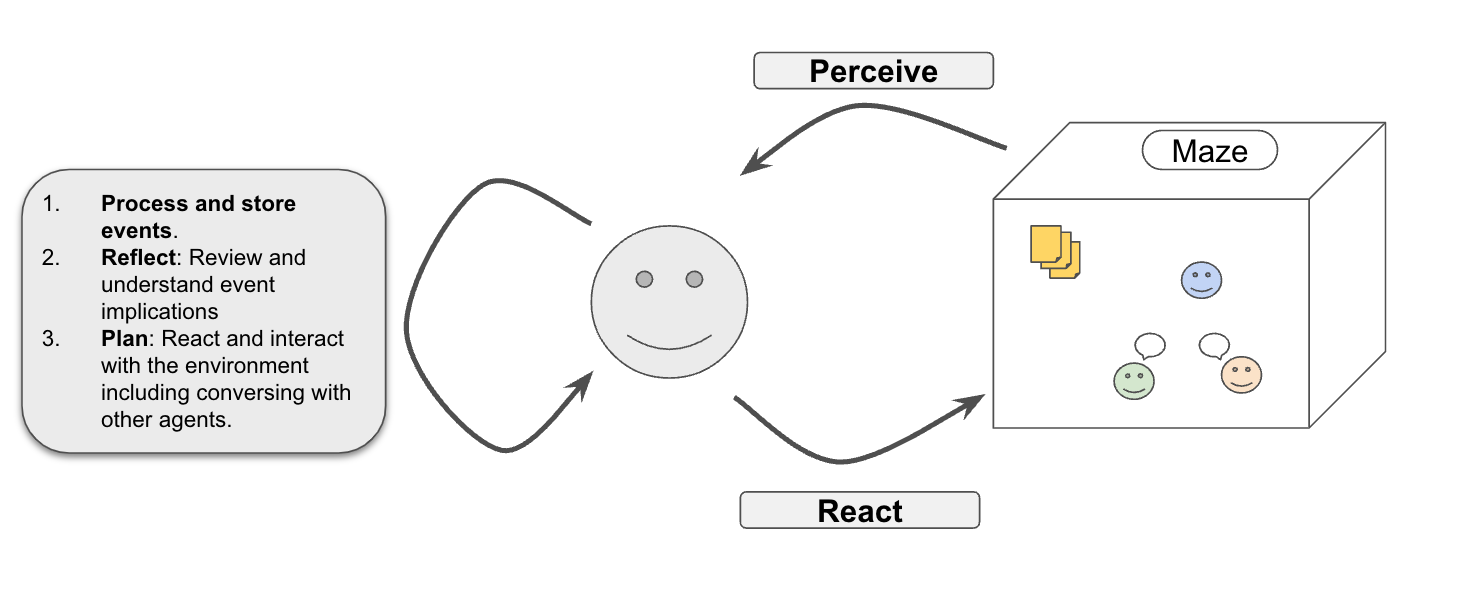 Perceive
Maze
1. Process and store
events.
2. Reflect: Review and
understand event
implications
3. Plan: React and interact
with the environment
including conversing with
other agents.
React